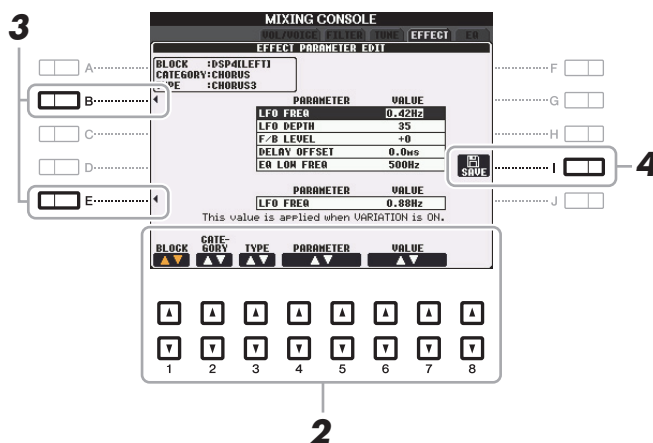 MIXING CONSOLE
VOL/VOICE FILTER TUNE EFFECT EQ
EFFECT PARAMETER EDIT
3
BLOCK :DSP4[LEFT]
CATEGORY:CHORUS
TYPE :CHORUS3
A
B
C
D
E
F
G
H
I
J
4
PARAMETER VALUE
LFO FREQ 0.42Hz
LFO DEPTH 35
F/B LEVEL +0
DELAY OFFSET 0.0ms
EQ LOW FREQ 500Hz
SAVE
PARAMETER VALUE
LFO FREQ 0.88Hz
This value is applied when VARIATION is ON.
BLOCK CATE-GORY TYPE PARAMETER VALUE
1 2 3 4 5 6 7 8
2